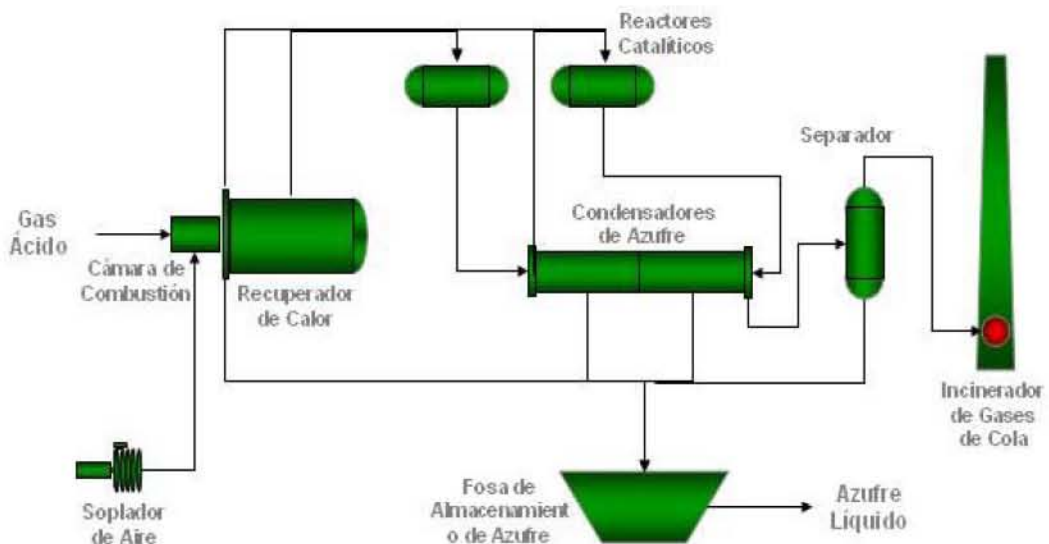 Reactores
Catalíticos
Separador
Gas
Ácido
Condensadores
de Azufre
Cámara de
Combustión
Recuperador
de Calor
Incinerador
de Gases
de Cola
Soplador
de Aire
Fosa de
Almacenamient
o de Azufre
Azufre
Líquido